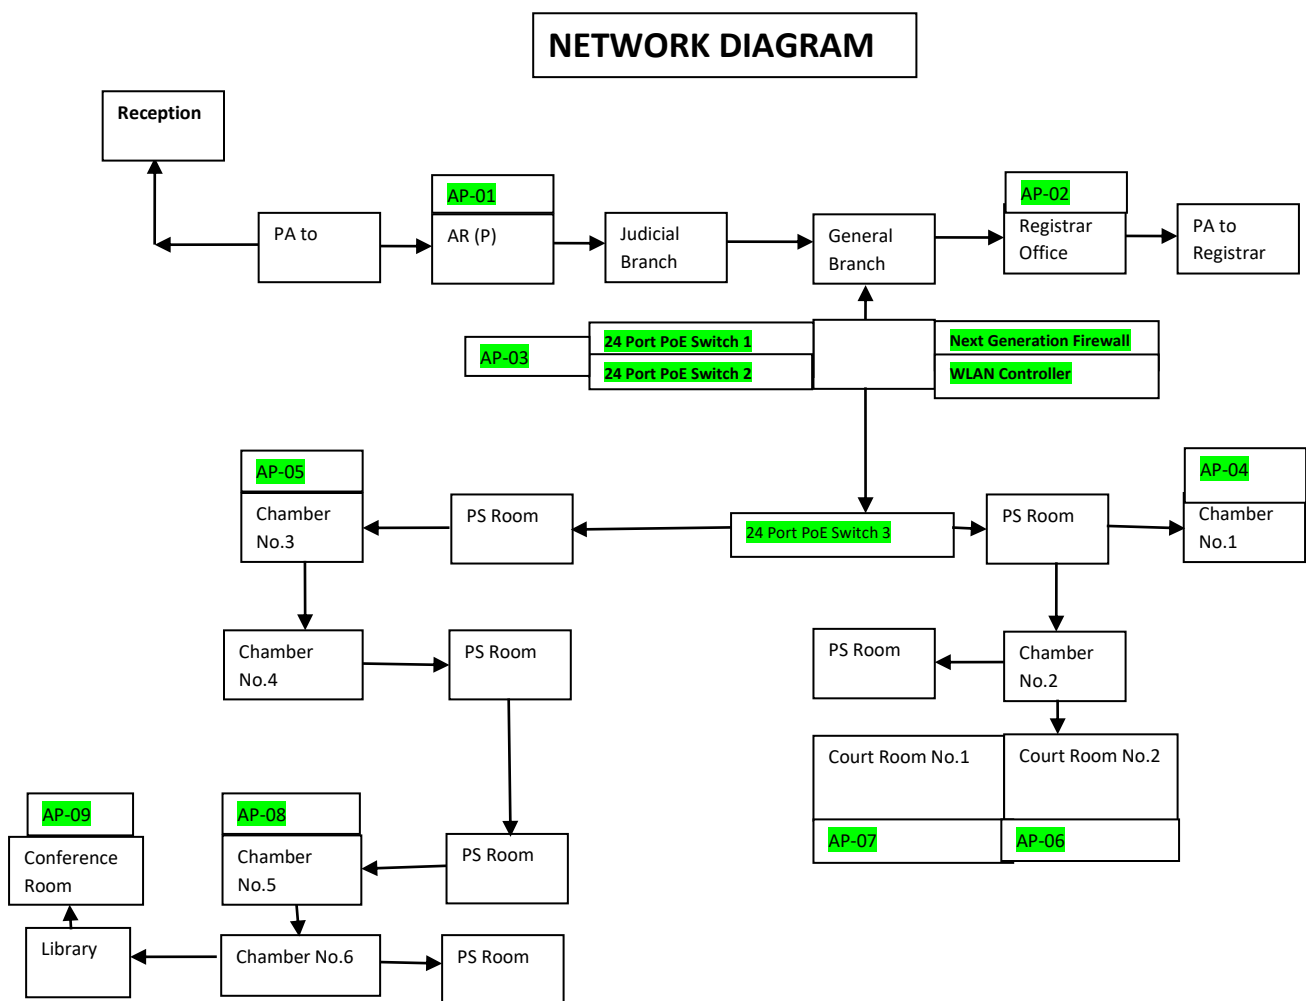 NETWORK DIAGRAM
Reception
AP-01
AP-02
PA to
AR (P)
Judicial
Branch
General
Branch
Registrar
Office
PA to
Registrar
AP-03
24 Port PoE Switch 1
24 Port PoE Switch 2
Next Generation Firewall
WLAN Controller
AP-05
Chamber
No.3
PS Room
24 Port PoE Switch 3
PS Room
AP-04
Chamber
No.1
Chamber
No.4
PS Room
PS Room
Chamber
No.2
Court Room No.1
Court Room No.2
AP-07
AP-06
AP-09
Conference
Room
AP-08
Chamber
No.5
PS Room
Library
Chamber No.6
PS Room